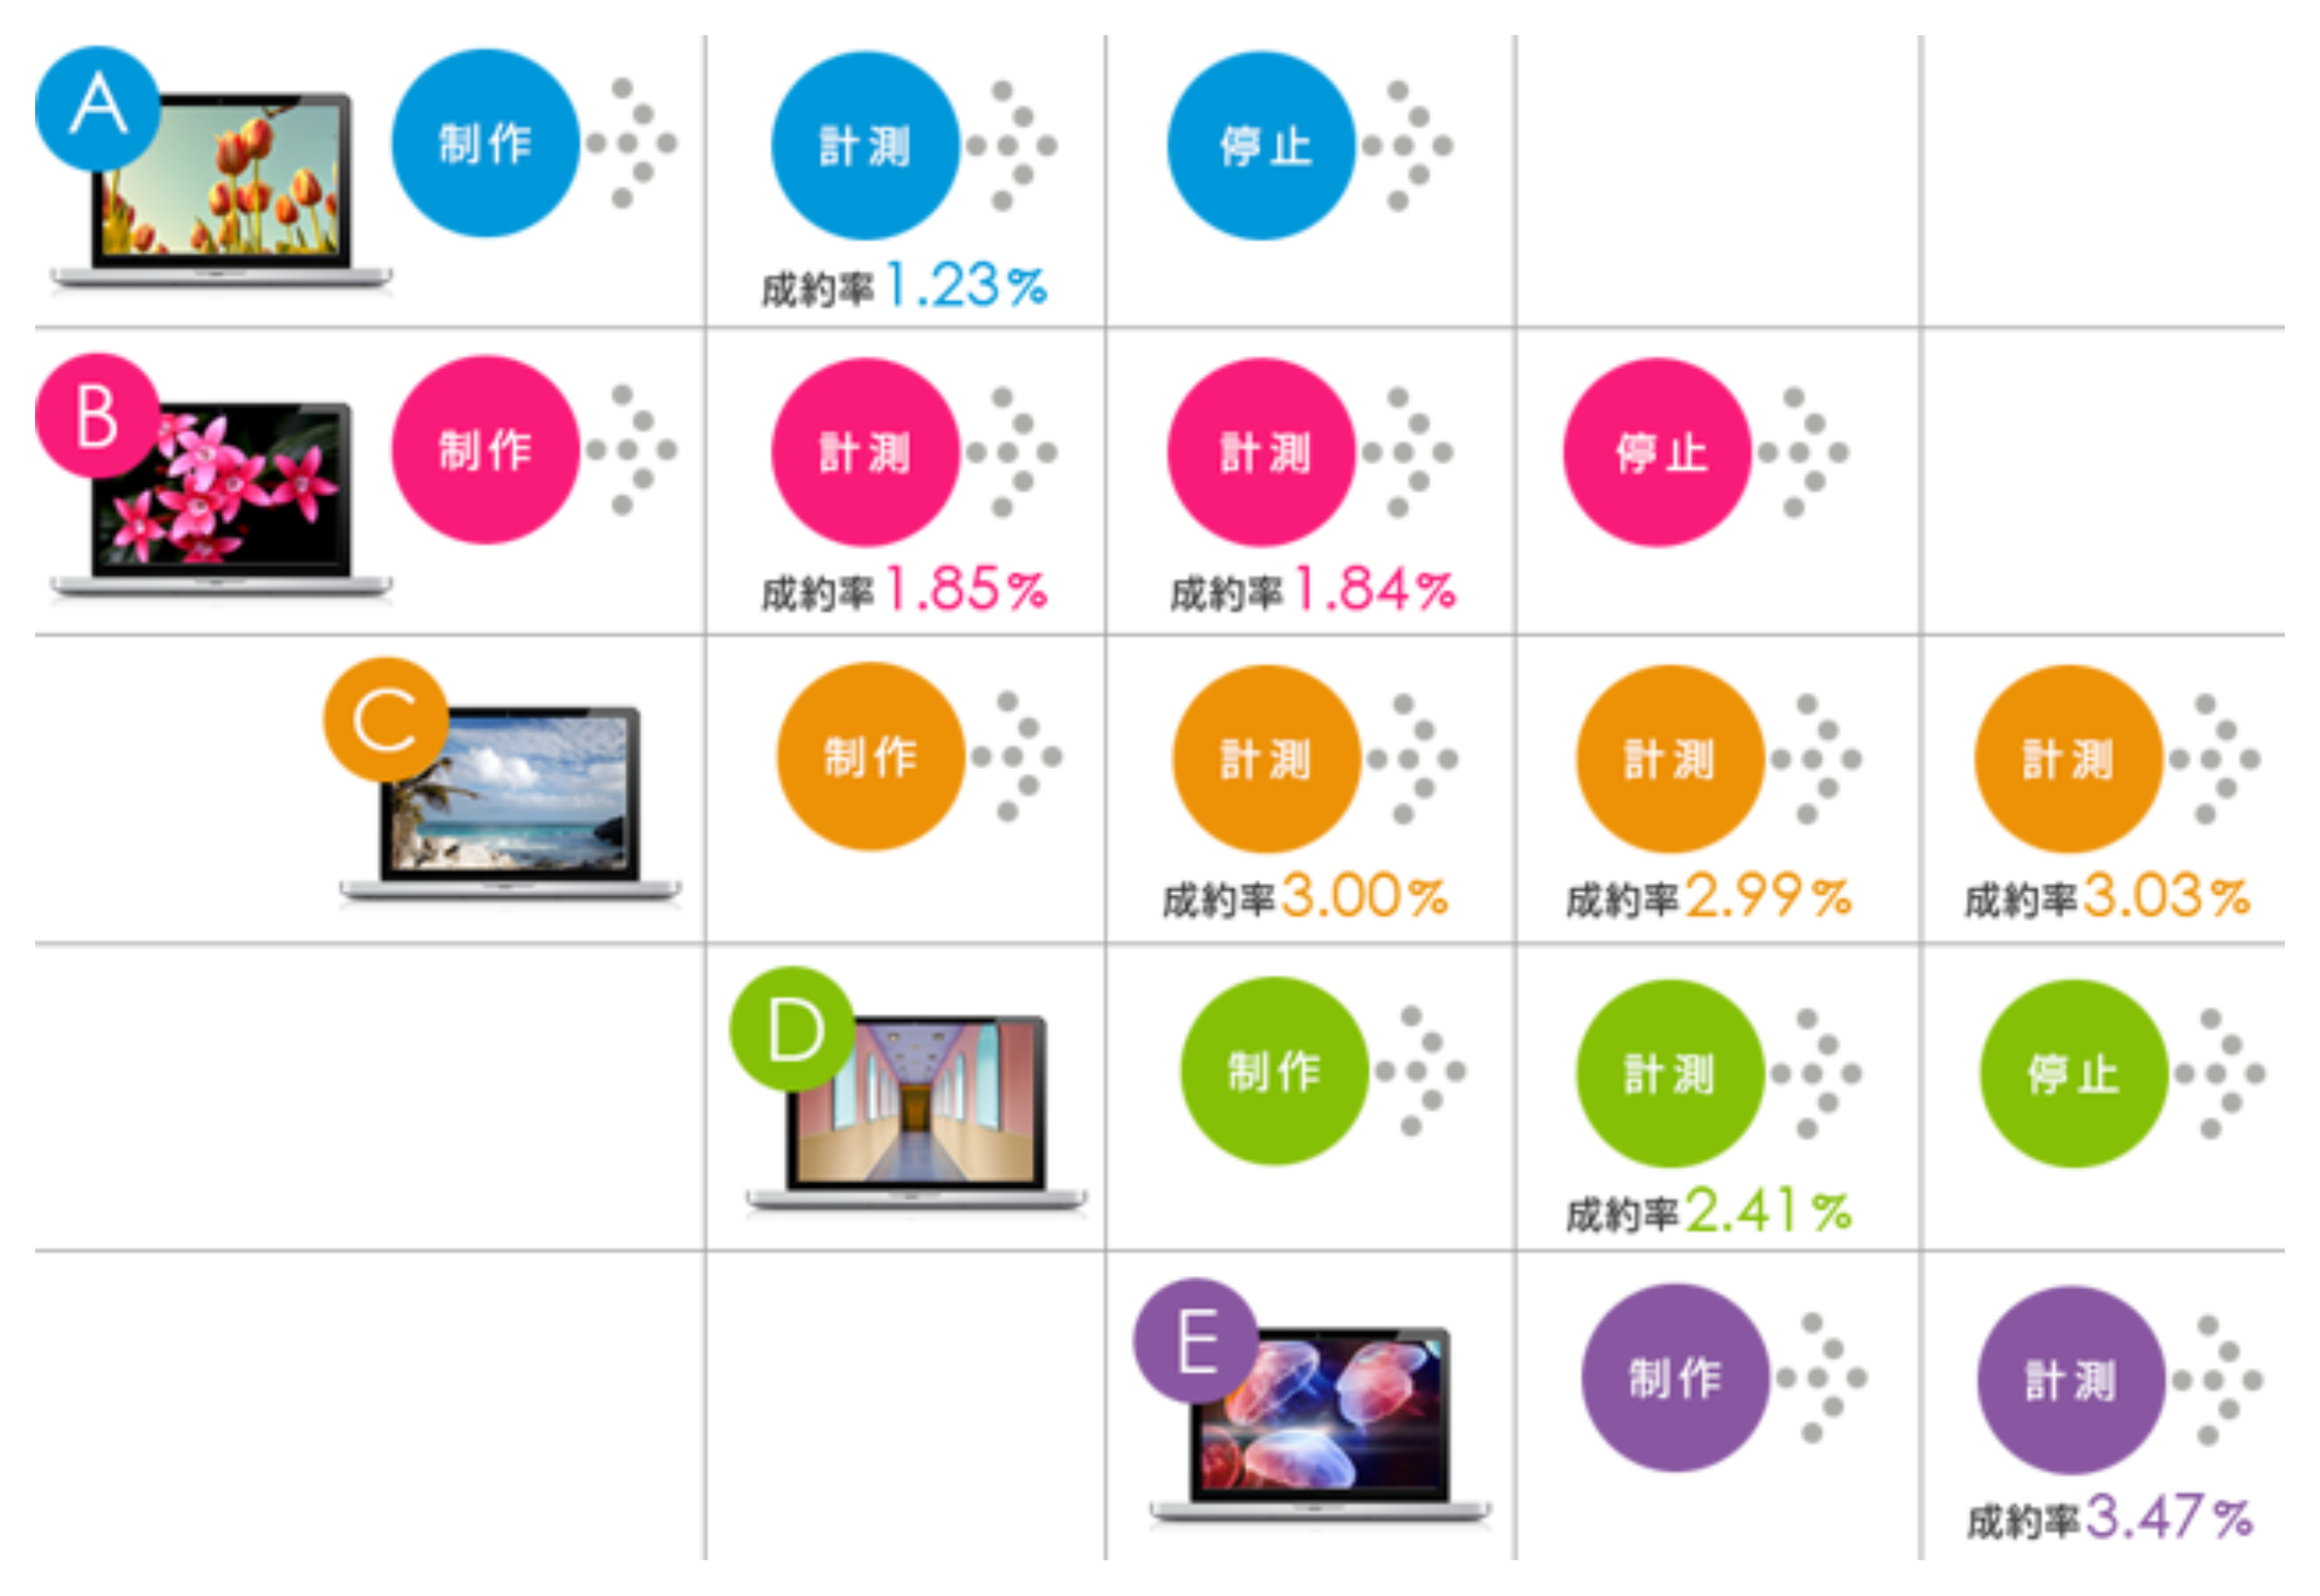 A
制作
計測
停止
成約率1.23%
B
制作
計測
計測
停止
成約率1.85%
成約率1.84%
C
制作
計測
計測
計測
成約率3.00%
成約率2.99%
成約率3.03%
D
制作
計測
停止
成約率2.41%
E
制作
計測
成約率3.47%